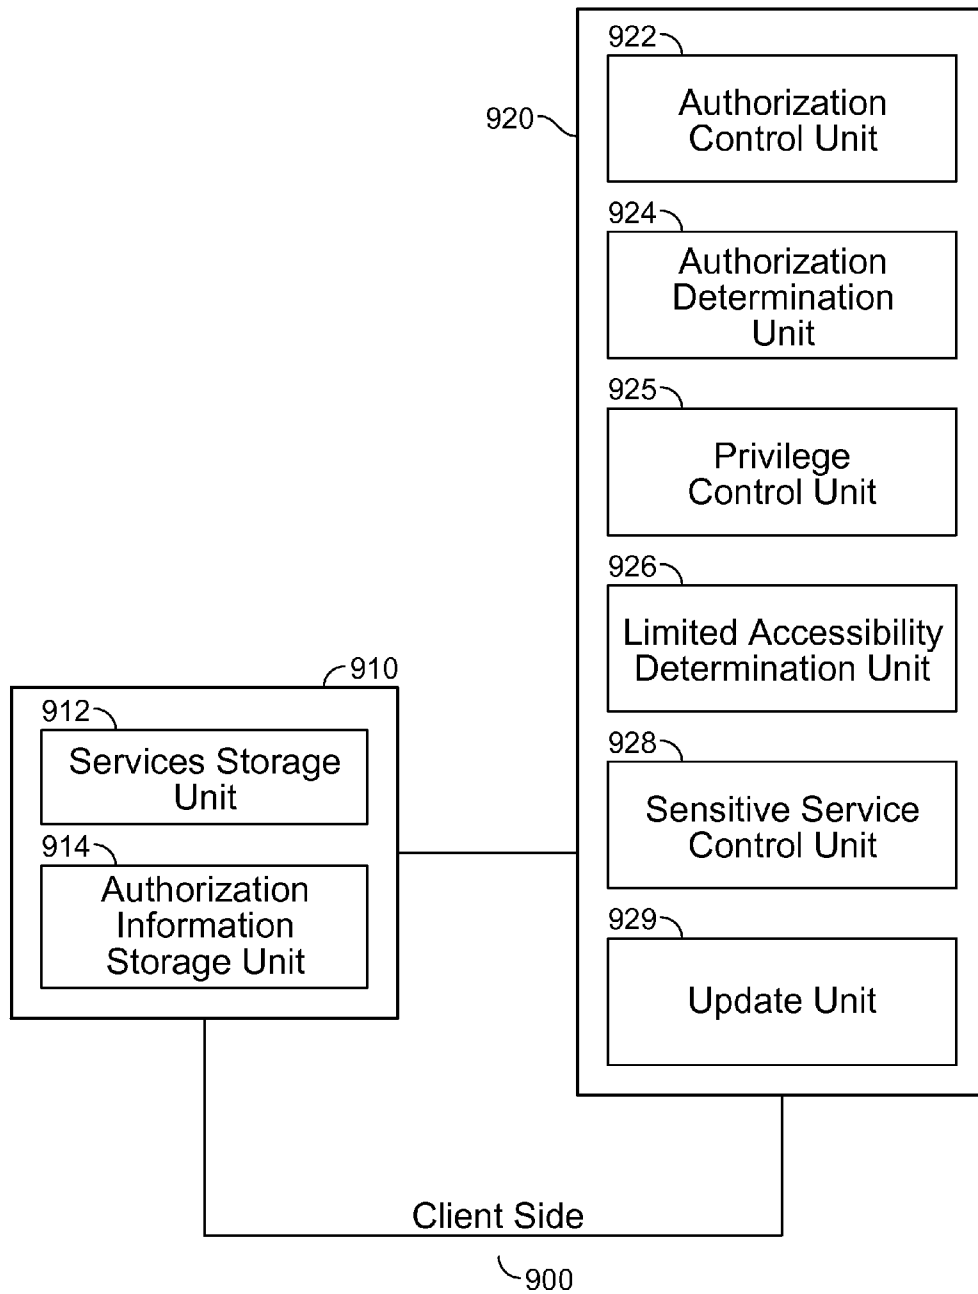 922
Authorization
Control Unit
920
924
Authorization
Determination
Unit
925
Privilege
Control Unit
926
Limited Accessibility
Determination Unit
910
912
Services Storage
Unit
928
Sensitive Service
Control Unit
914
Authorization
Information
Storage Unit
929
Update Unit
Client Side
900